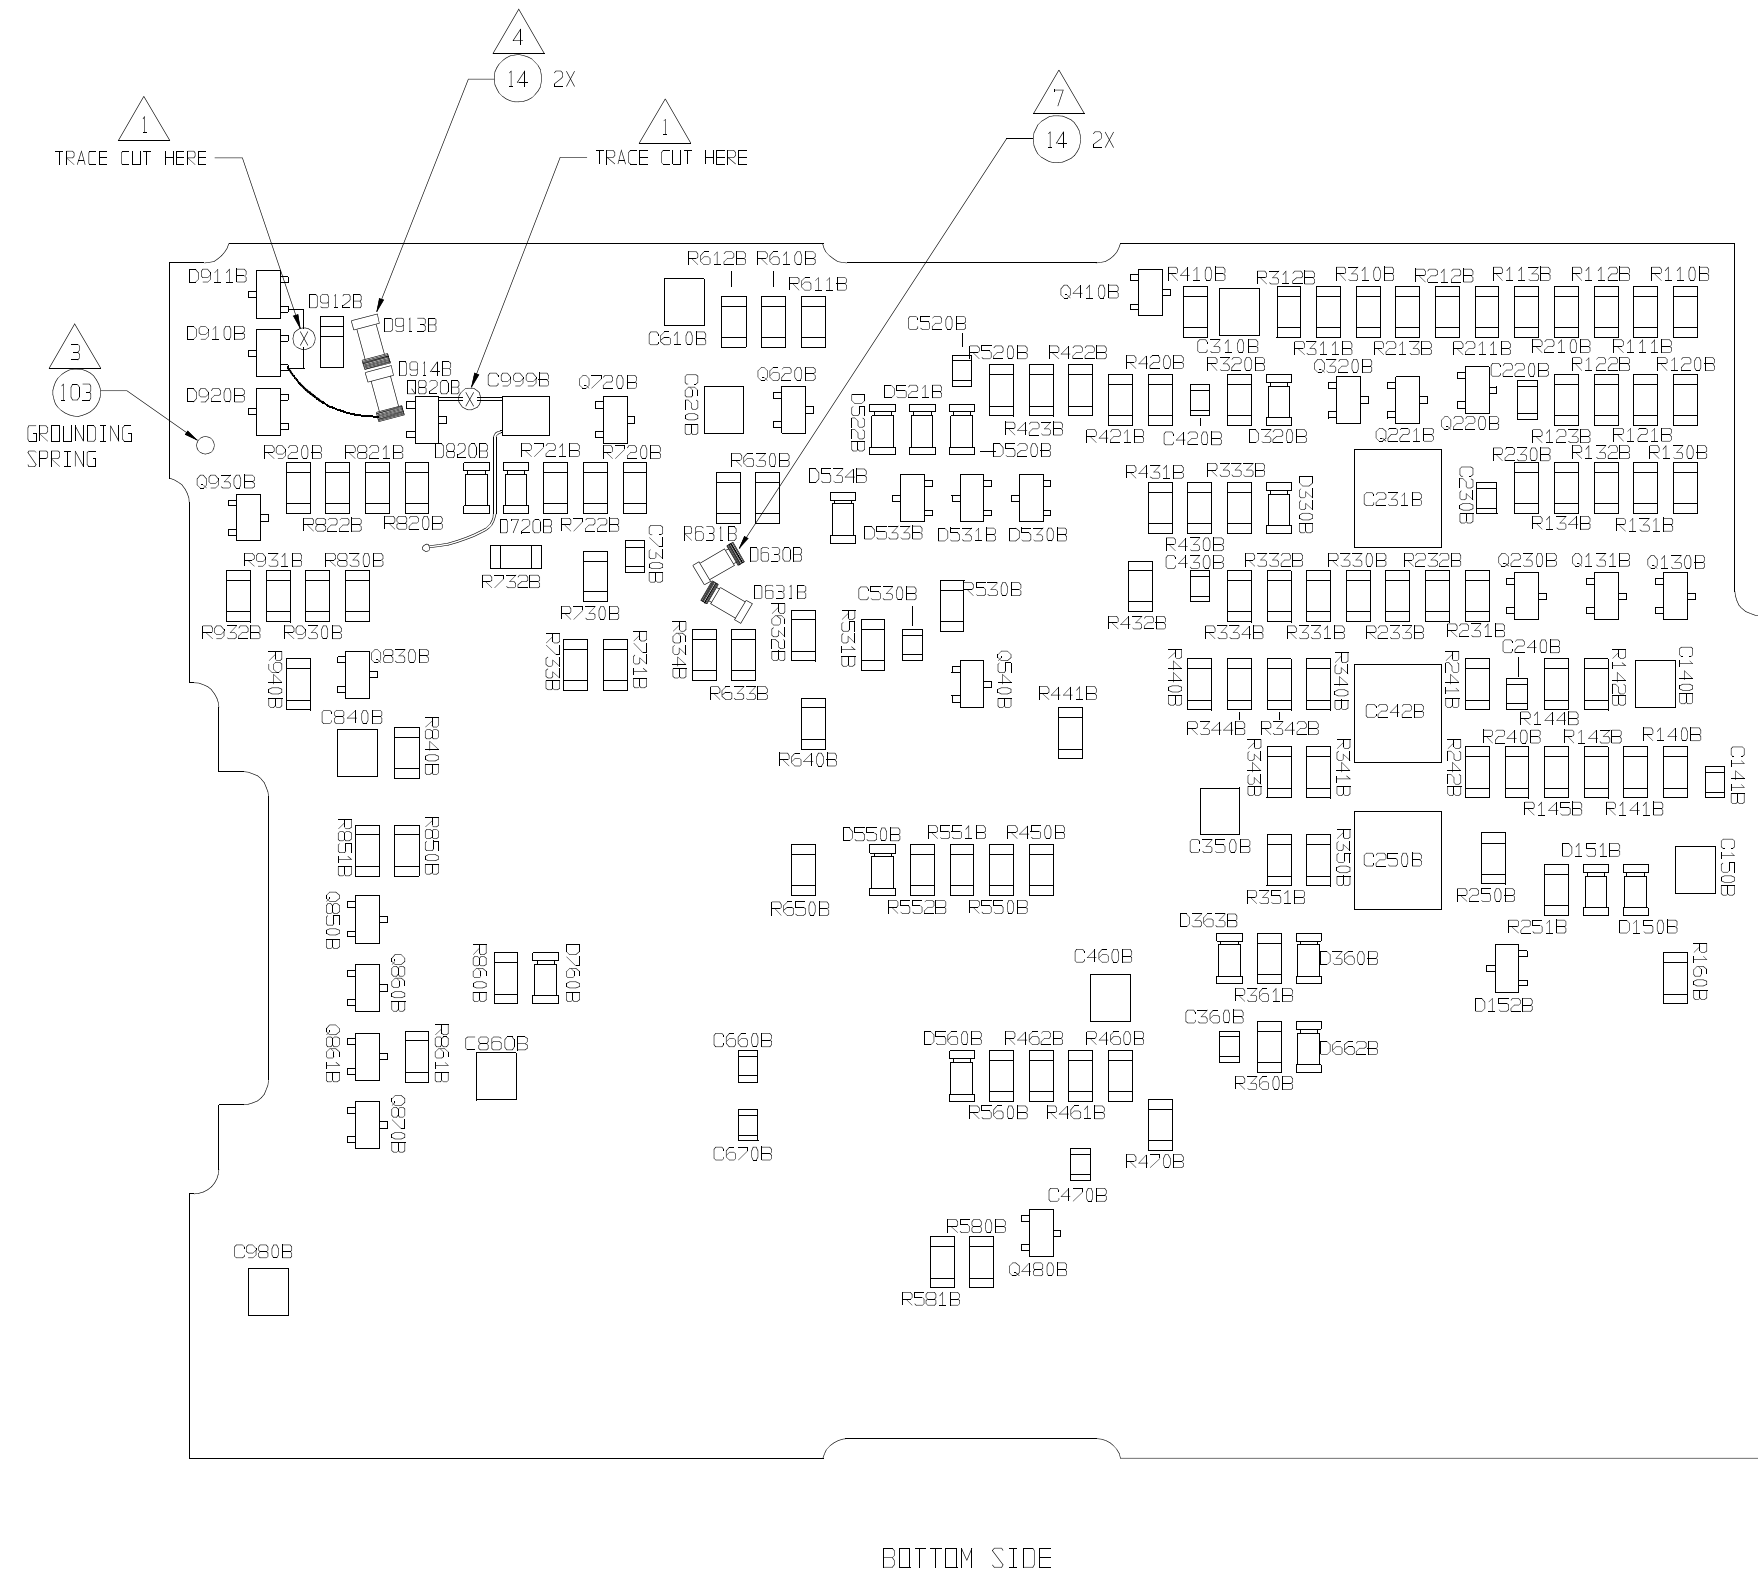 4
14 2X
7
14 2X
1
TRACE CUT HERE
1
TRACE CUT HERE
3
103
GROUNDING
SPRING
D911B
D912B
X
D910B
D913B
D914B
D920B
Q820B
X
C999B
Q720B
R612B R610B
R611B
C610B
C620B
Q620B
C520B
R520B R422B
D521B
D522B
R423B
D520B
R420B
R421B
C420B
Q410B
R410B
R312B
R310B
R212B
R113B
R112B
R110B
C310B
R311B
R213B
R211B
R210B
R111B
R320B
D320B
Q320B
Q221B
Q220B
C220B
R122B
R120B
R123B
R121B
R920B
R821B
D820B
R721B
R720B
Q930B
R822B
R820B
D720B
R722B
R630B
D534B
D533B
D531B
D530B
R431B
R333B
D330B
C231B
C230B
R230B
R132B
R130B
R134B
R131B
R430B
C430B
R931B
R830B
R732B
C730B
R631B
D630B
D631B
R730B
R932B
R930B
R632B
R531B
C530B
R530B
R432B
R332B
R330B
R232B
Q230B
Q131B
Q130B
R334B
R331B
R233B
R231B
R940B
Q830B
R733B
R731B
R634B
R633B
Q540B
R441B
R440B
R340B
C242B
R241B
C240B
R142B
C140B
R344B
R342B
R144B
C840B
R840B
R640B
R343B
R341B
R242B
R240B
R143B
R140B
C141B
R145B
R141B
C350B
R851B
R850B
D550B
R551B
R450B
R650B
R552B
R550B
R350B
C250B
R351B
R250B
D151B
C150B
R251B
D150B
Q850B
Q860B
R860B
D760B
C460B
D363B
D360B
R361B
D152B
R160B
Q861B
R861B
C860B
C660B
D560B
R462B
R460B
C360B
D662B
R360B
Q870B
C670B
R560B
R461B
R470B
C470B
C980B
R580B
Q480B
R581B
BOTTOM SIDE